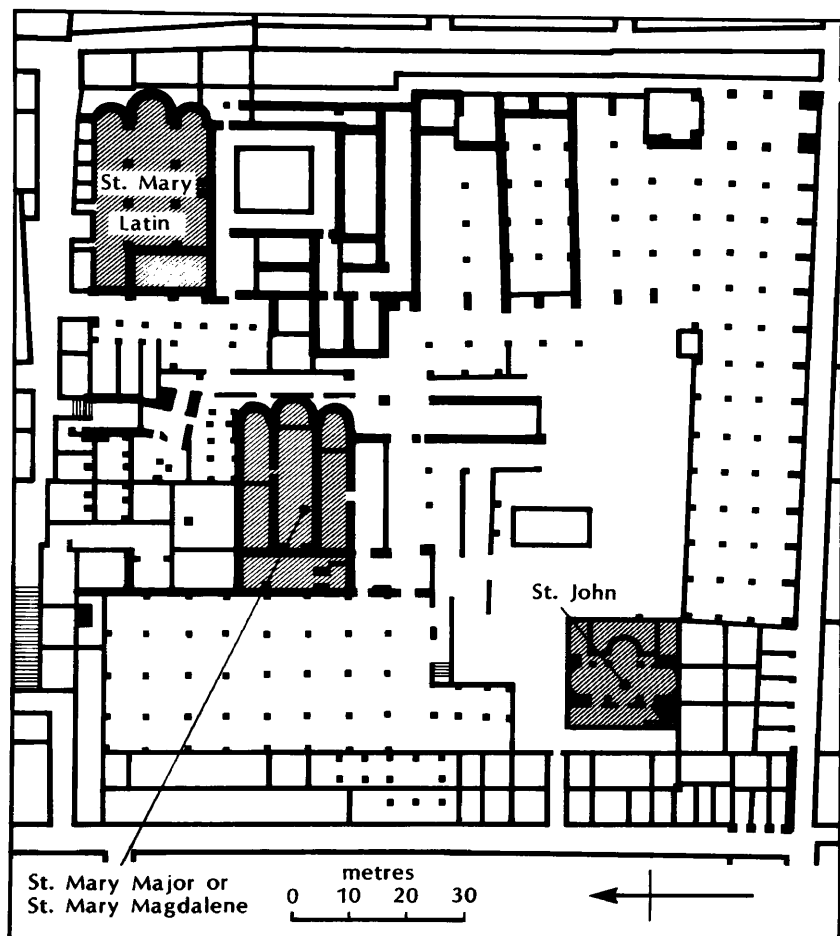 St. Mary
Latin
St. John
St. Mary Major or
St. Mary Magdalene
metres
0 10 20 30